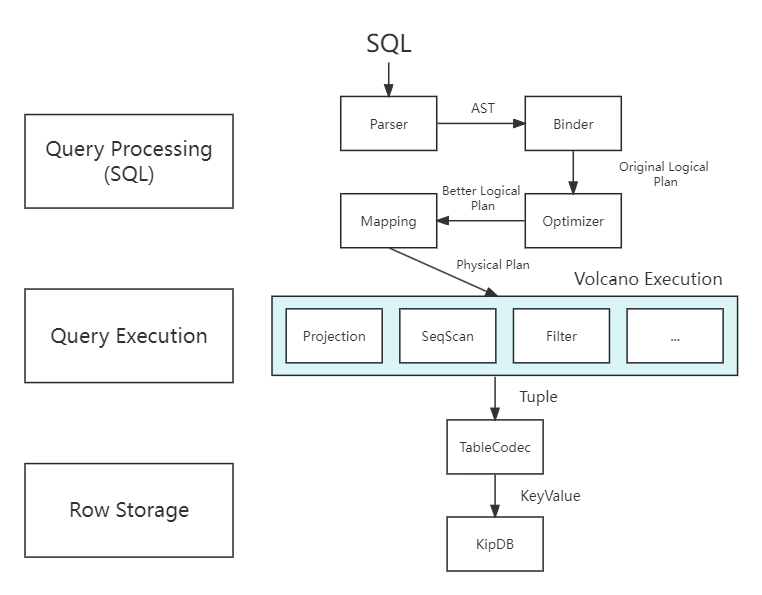 SQL
Query Processing
(SQL)
Parser
AST
Binder
Original Logical
Plan
Better Logical
Plan
Mapping
Optimizer
Physical Plan
Volcano Execution
Query Execution
Projection
SeqScan
Filter
...
Tuple
TableCodec
Row Storage
KeyValue
KipDB